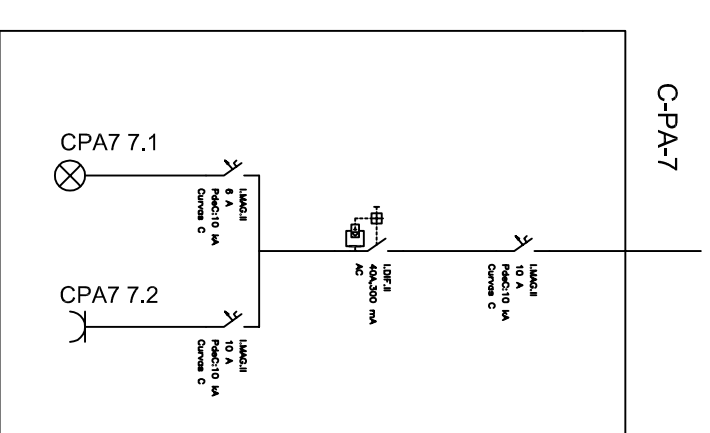 C-PA-7
CPA7 7.1
I.MAG.II
6 A
PdeC:10 kA
Curvas C
I.DIF.II
40A,300 mA
AC
I.MAG.II
10 A
PdeC:10 kA
Curvas C
CPA7 7.2
I.MAG.II
10 A
PdeC:10 kA
Curvas C